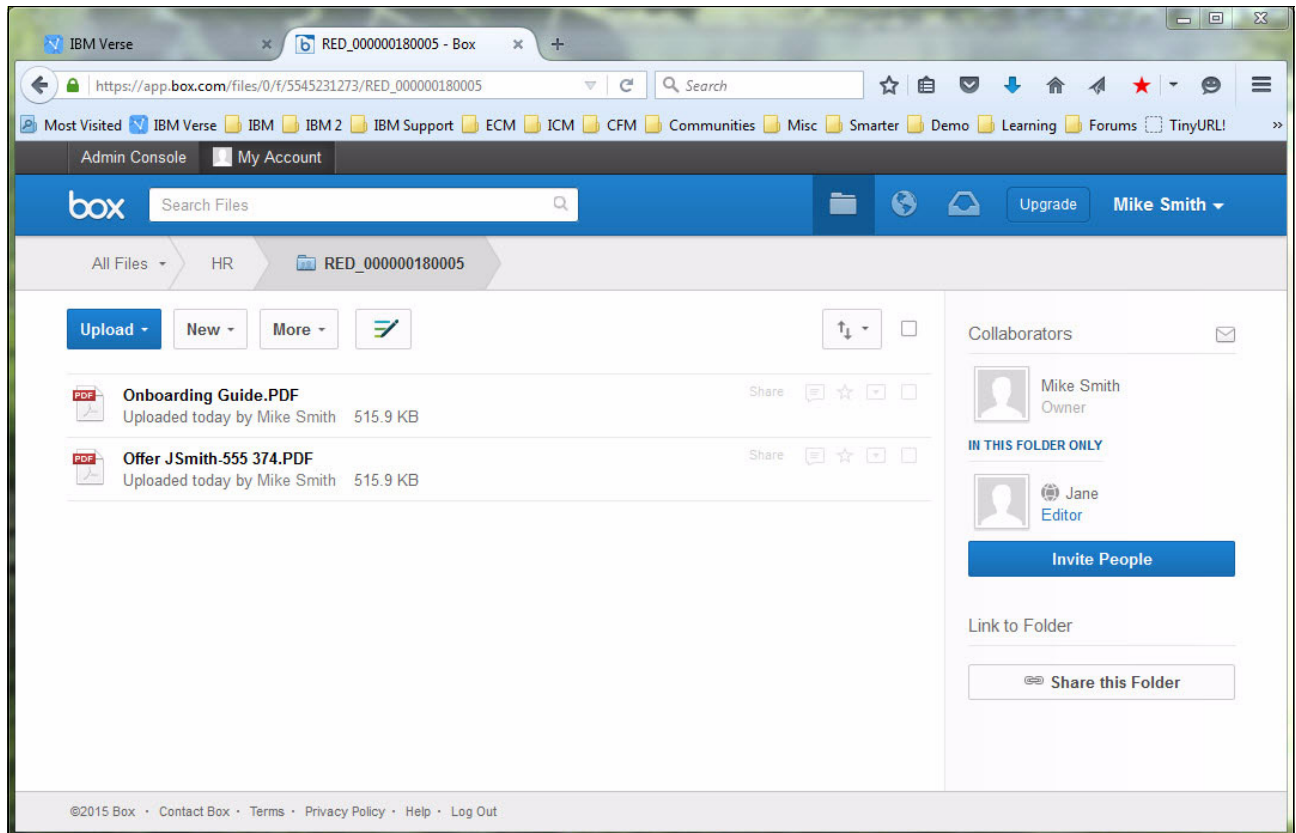 IBM Verse RED_000000180005 - Box
https://app.box.com/files/0/f/5545231273/RED_000000180005 Search
Most Visited IBM Verse IBM IBM 2 IBM Support ECM ICM CFM Communities Misc Smarter Demo Learning Forums TinyURL! »
Admin Console My Account
box Search Files Upgrade Mike Smith
All Files HR RED_000000180005
Upload New More
Onboarding Guide.PDF
Uploaded today by Mike Smith 515.9 KB
Share
PDF
Offer JSmith-555 374.PDF
Uploaded today by Mike Smith 515.9 KB
Share
PDF
Collaborators
Mike Smith
Owner
IN THIS FOLDER ONLY
Jane
Editor
Invite People
Link to Folder
Share this Folder
©2015 Box · Contact Box · Terms · Privacy Policy · Help · Log Out